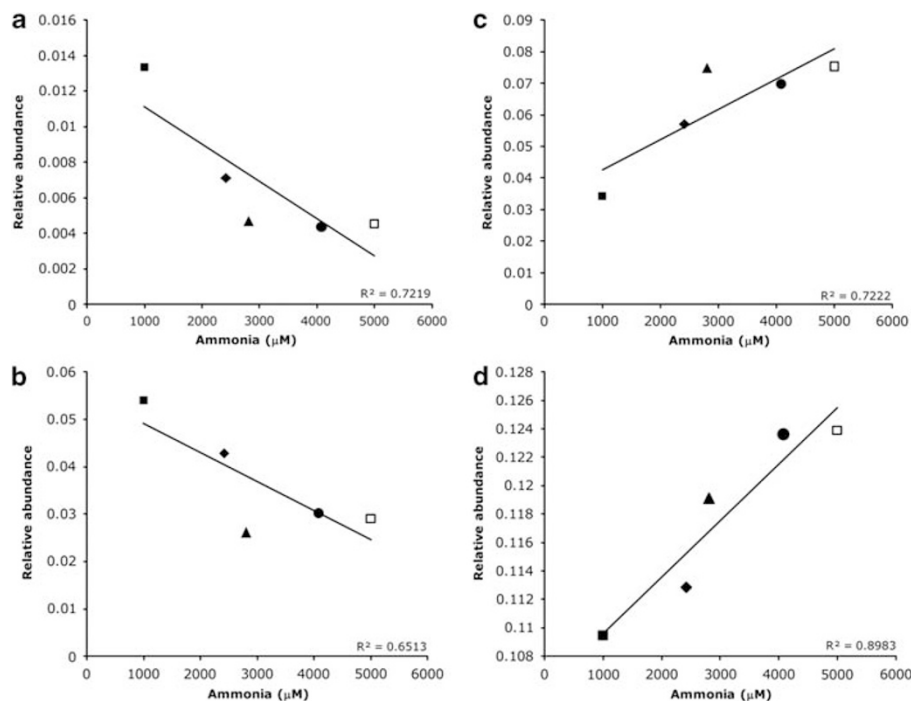 a
0.016
0.014
0.012
0.01
0.008
0.006
0.004
0.002
0
Relative abundance
R² = 0.7219
0 1000 2000 3000 4000 5000 6000
Ammonia (µM)
b
0.06
0.05
0.04
0.03
0.02
0.01
0
Relative abundance
R² = 0.6513
0 1000 2000 3000 4000 5000 6000
Ammonia (µM)
c
0.09
0.08
0.07
0.06
0.05
0.04
0.03
0.02
0.01
0
Relative abundance
R² = 0.7222
0 1000 2000 3000 4000 5000 6000
Ammonia (µM)
d
0.128
0.126
0.124
0.122
0.12
0.118
0.116
0.114
0.112
0.11
0.108
Relative abundance
R² = 0.8983
0 1000 2000 3000 4000 5000 6000
Ammonia (µM)